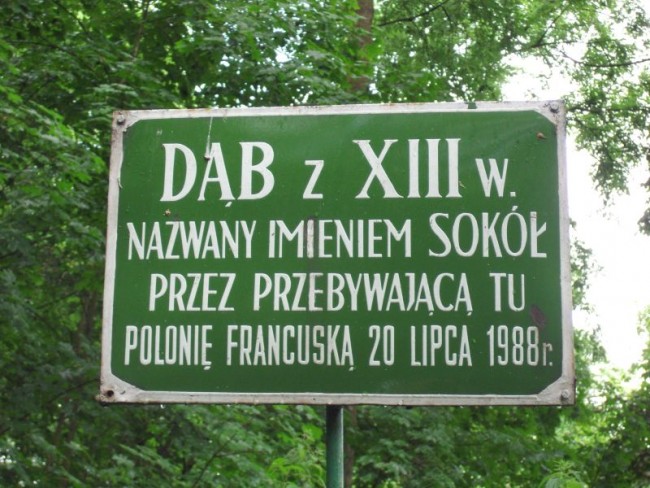 DĄB z XIII w.
NAZWANY IMIENIEM SOKÓŁ
PRZEZ PRZEBYWAJĄCĄ TU
POLONIĘ FRANCUSKĄ 20 LIPCA 1988r.